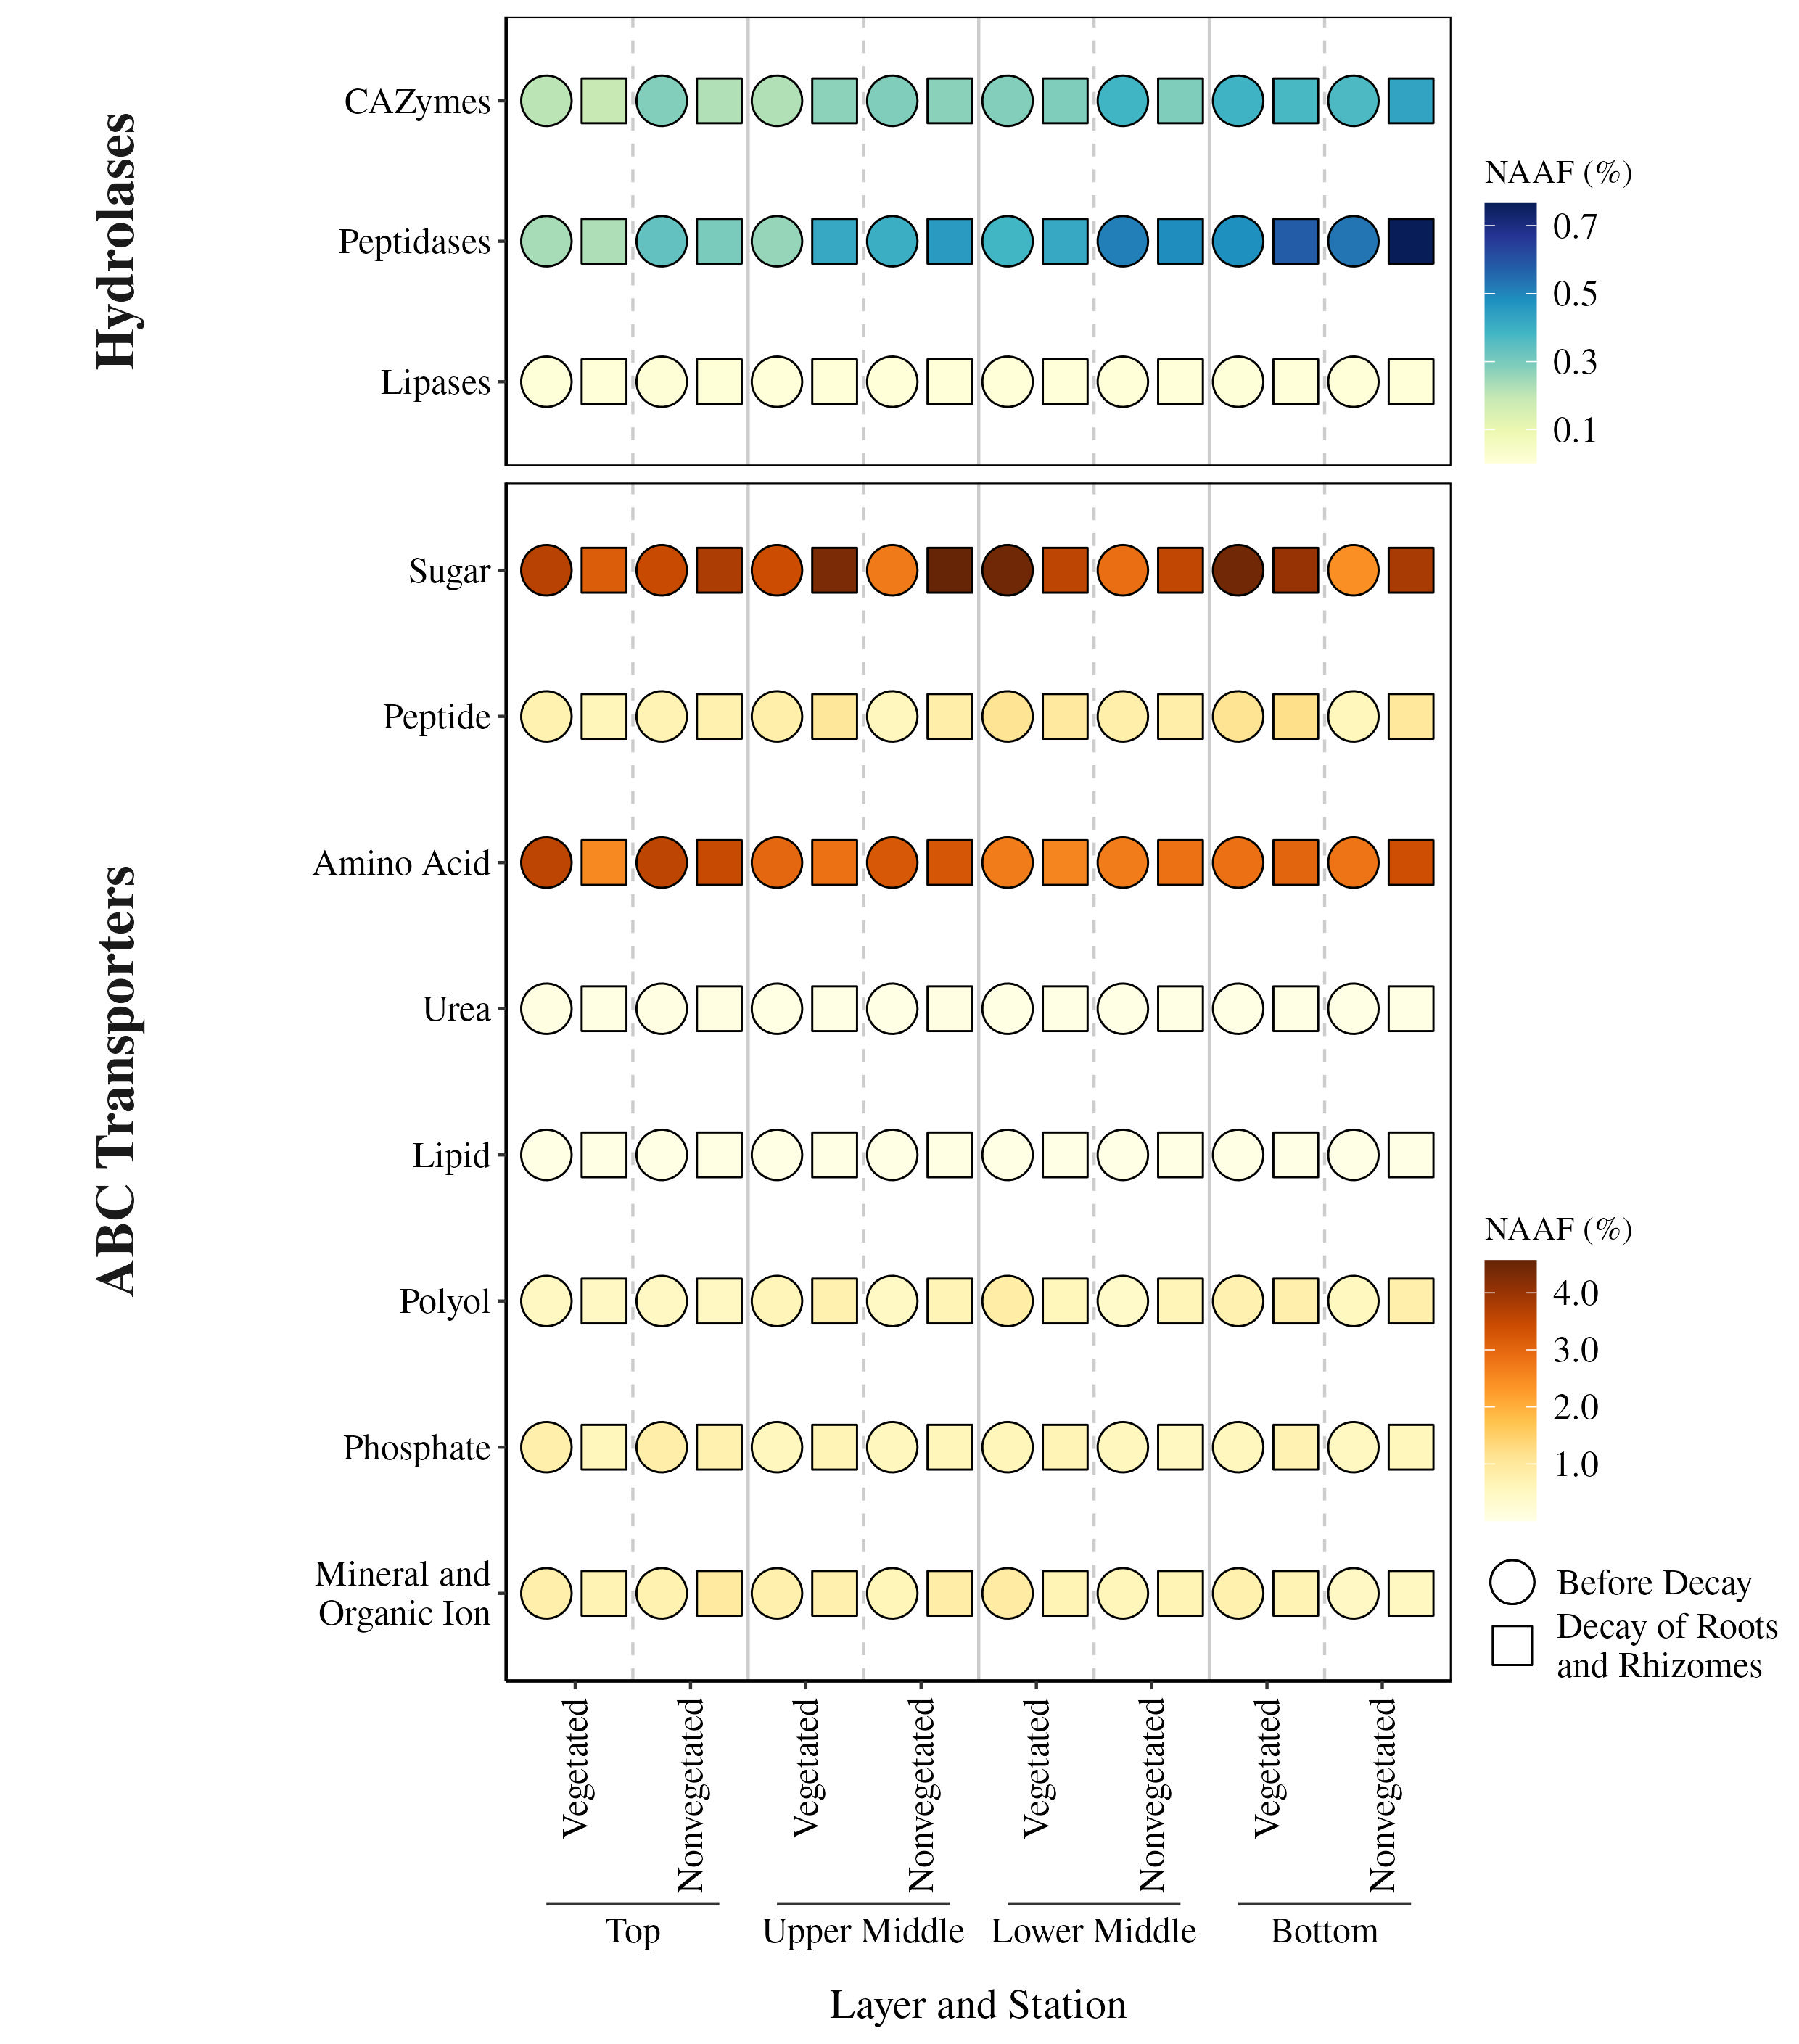 Hydrolases
CAZymes
Peptidases
Lipases
NAAF (%)
0.7
0.5
0.3
0.1
ABC Transporters
Sugar
Peptide
Amino Acid
Urea
Lipid
Polyol
Phosphate
Mineral and
Organic Ion
NAAF (%)
4.0
3.0
2.0
1.0
Before Decay
Decay of Roots
and Rhizomes
Vegetated
Nonvegetated
Vegetated
Nonvegetated
Vegetated
Nonvegetated
Vegetated
Nonvegetated
Top
Upper Middle
Lower Middle
Bottom
Layer and Station